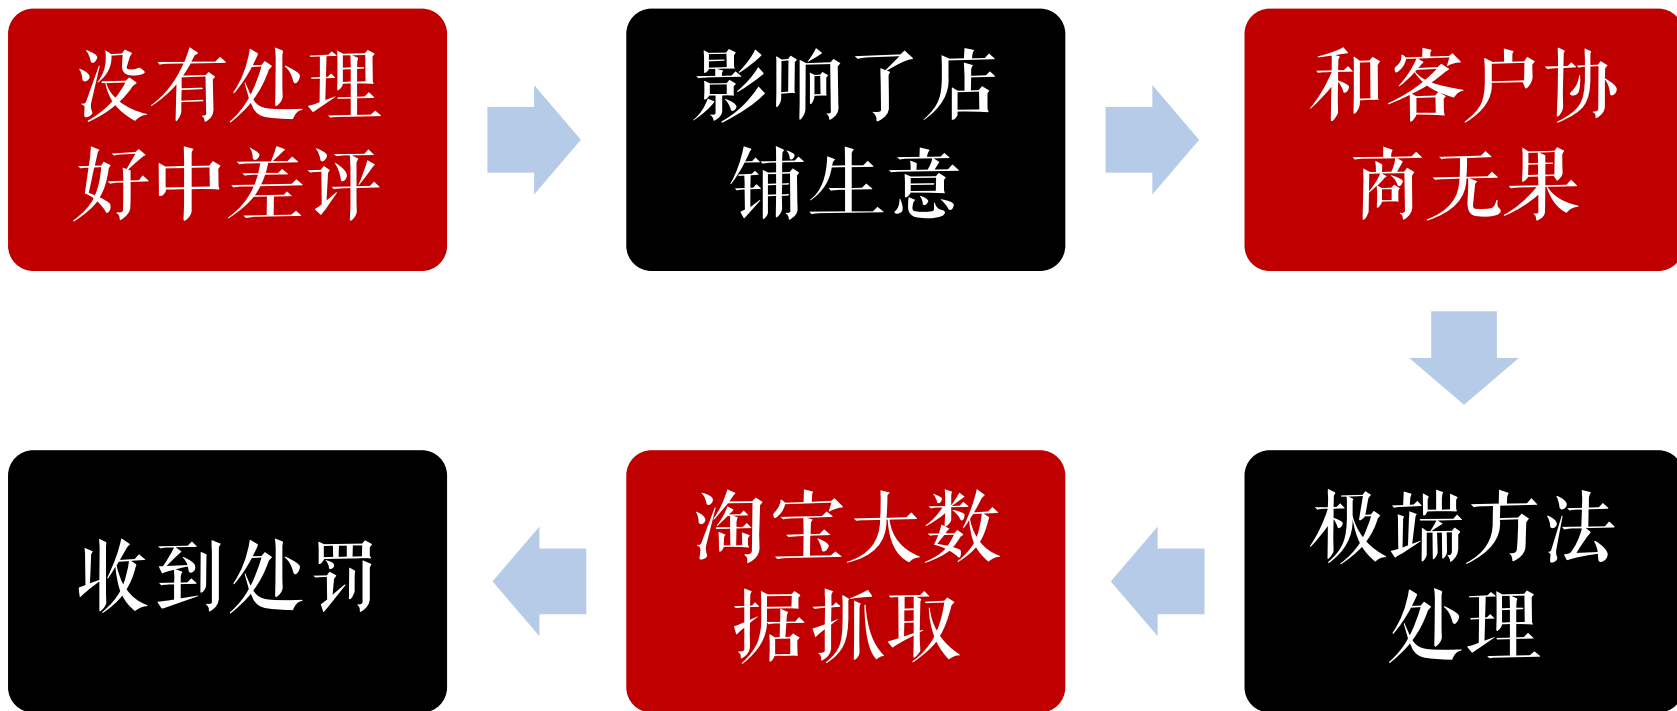 没有处理
好中差评
影响了店
铺生意
和客户协
商无果
极端方法
处理
淘宝大数
据抓取
收到处罚